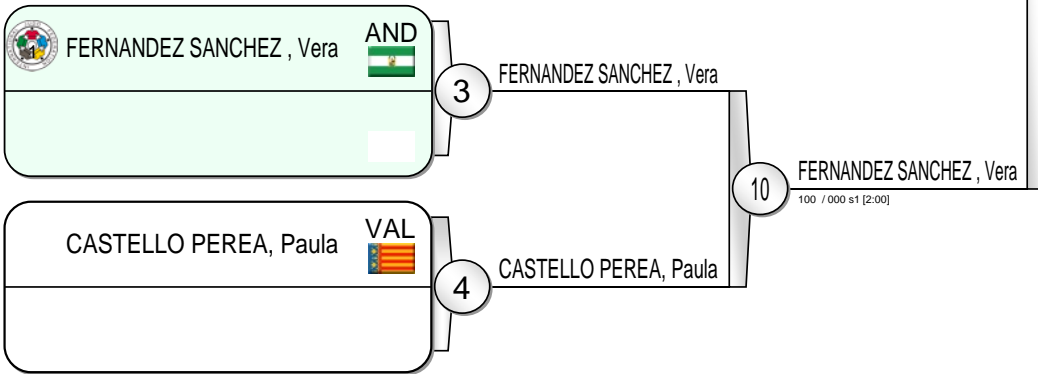 1
FERNANDEZ SANCHEZ , Vera
AND
3
FERNANDEZ SANCHEZ , Vera
10
FERNANDEZ SANCHEZ , Vera
100 / 000 s1 [2:00]
CASTELLO PEREA, Paula
VAL
4
CASTELLO PEREA, Paula